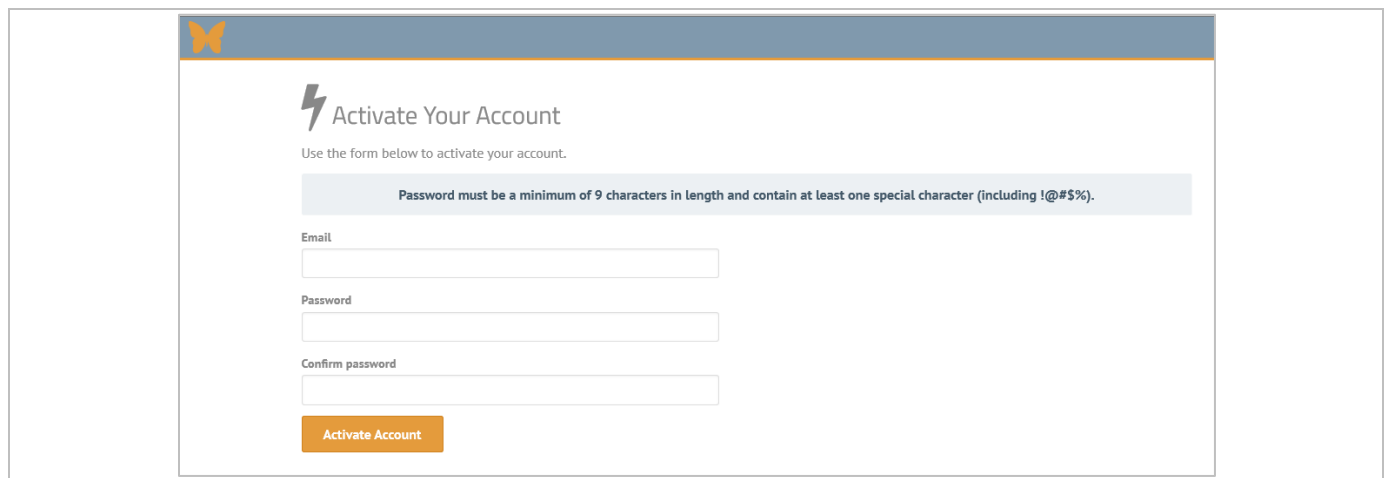 Activate Your Account
Use the form below to activate your account.
Password must be a minimum of 9 characters in length and contain at least one special character (including !@#$%).
Email
Password
Confirm password
Activate Account